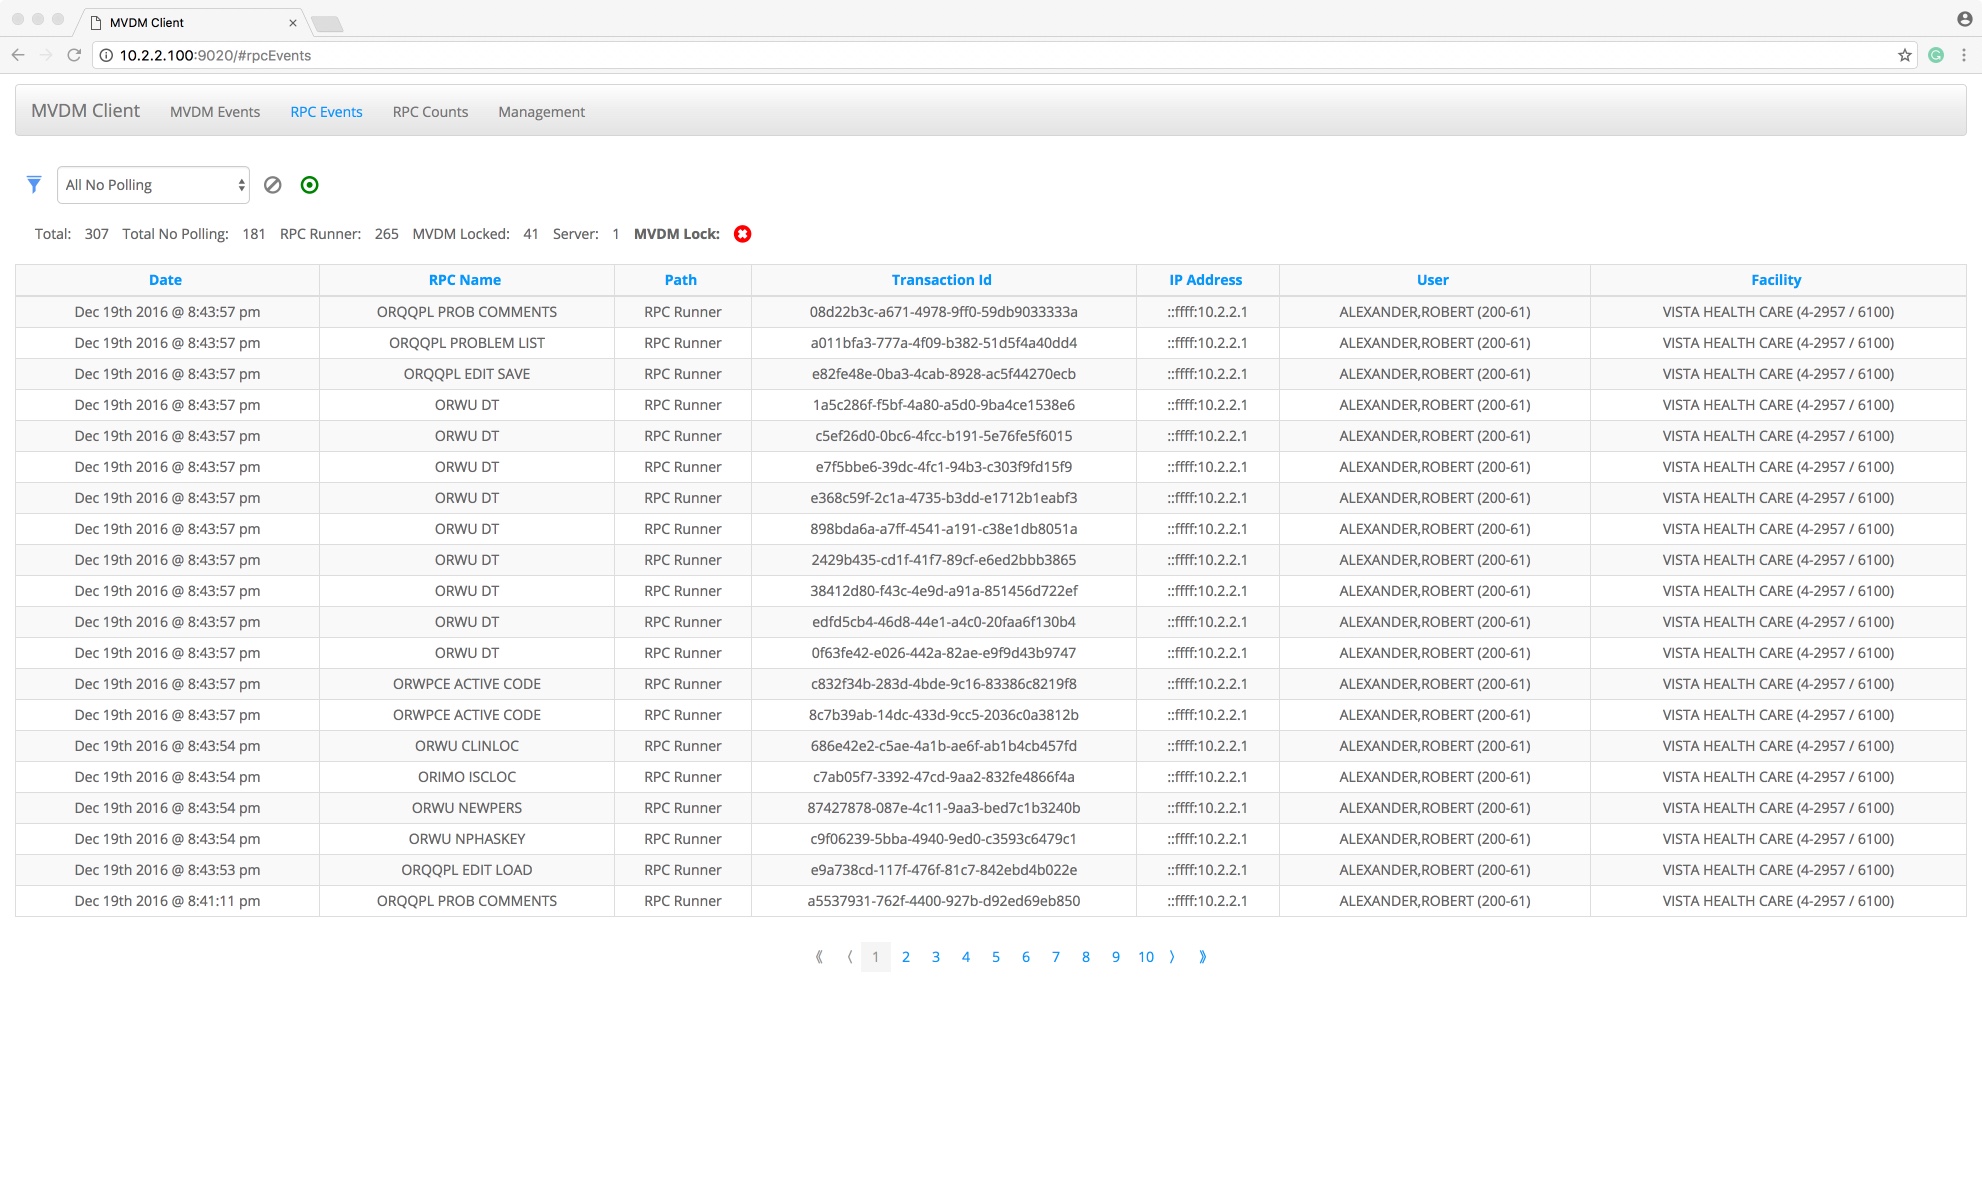 MVDM Client
10.2.2.100:9020/#rpcEvents
MVDM Client MVDM Events RPC Events RPC Counts Management
All No Polling
Total: 307 Total No Polling: 181 RPC Runner: 265 MVDM Locked: 41 Server: 1 MVDM Lock:
Date RPC Name Path Transaction Id IP Address User Facility
Dec 19th 2016 @ 8:43:57 pm ORQQPL PROB COMMENTS RPC Runner 08d22b3c-a671-4978-9ff0-59db9033333a ::ffff:10.2.2.1 ALEXANDER,ROBERT (200-61) VISTA HEALTH CARE (4-2957 / 6100)
Dec 19th 2016 @ 8:43:57 pm ORQQPL PROBLEM LIST RPC Runner a011bfa3-777a-4f09-b382-51d5f4a40dd4 ::ffff:10.2.2.1 ALEXANDER,ROBERT (200-61) VISTA HEALTH CARE (4-2957 / 6100)
Dec 19th 2016 @ 8:43:57 pm ORQQPL EDIT SAVE RPC Runner e82fe48e-0ba3-4cab-8928-ac5f44270ecb ::ffff:10.2.2.1 ALEXANDER,ROBERT (200-61) VISTA HEALTH CARE (4-2957 / 6100)
Dec 19th 2016 @ 8:43:57 pm ORWU DT RPC Runner 1a5c286f-f5bf-4a80-a5d0-9ba4ce1538e6 ::ffff:10.2.2.1 ALEXANDER,ROBERT (200-61) VISTA HEALTH CARE (4-2957 / 6100)
Dec 19th 2016 @ 8:43:57 pm ORWU DT RPC Runner c5ef26d0-0bc6-4fcc-b191-5e76fe5f6015 ::ffff:10.2.2.1 ALEXANDER,ROBERT (200-61) VISTA HEALTH CARE (4-2957 / 6100)
Dec 19th 2016 @ 8:43:57 pm ORWU DT RPC Runner e7f5bbe6-39dc-4fc1-94b3-c303f9fd15f9 ::ffff:10.2.2.1 ALEXANDER,ROBERT (200-61) VISTA HEALTH CARE (4-2957 / 6100)
Dec 19th 2016 @ 8:43:57 pm ORWU DT RPC Runner e368c59f-2c1a-4735-b3dd-e1712b1eabf3 ::ffff:10.2.2.1 ALEXANDER,ROBERT (200-61) VISTA HEALTH CARE (4-2957 / 6100)
Dec 19th 2016 @ 8:43:57 pm ORWU DT RPC Runner 898bda6a-a7ff-4541-a191-c38e1db8051a ::ffff:10.2.2.1 ALEXANDER,ROBERT (200-61) VISTA HEALTH CARE (4-2957 / 6100)
Dec 19th 2016 @ 8:43:57 pm ORWU DT RPC Runner 2429b435-cd1f-41f7-89cf-e6ed2bbb3865 ::ffff:10.2.2.1 ALEXANDER,ROBERT (200-61) VISTA HEALTH CARE (4-2957 / 6100)
Dec 19th 2016 @ 8:43:57 pm ORWU DT RPC Runner 38412d80-f43c-4e9d-a91a-851456d722ef ::ffff:10.2.2.1 ALEXANDER,ROBERT (200-61) VISTA HEALTH CARE (4-2957 / 6100)
Dec 19th 2016 @ 8:43:57 pm ORWU DT RPC Runner edfd5cb4-46d8-44e1-a4c0-20faa6f130b4 ::ffff:10.2.2.1 ALEXANDER,ROBERT (200-61) VISTA HEALTH CARE (4-2957 / 6100)
Dec 19th 2016 @ 8:43:57 pm ORWU DT RPC Runner 0f63fe42-e026-442a-82ae-e9f9d43b9747 ::ffff:10.2.2.1 ALEXANDER,ROBERT (200-61) VISTA HEALTH CARE (4-2957 / 6100)
Dec 19th 2016 @ 8:43:57 pm ORWPCE ACTIVE CODE RPC Runner c832f34b-283d-4bde-9c16-83386c8219f8 ::ffff:10.2.2.1 ALEXANDER,ROBERT (200-61) VISTA HEALTH CARE (4-2957 / 6100)
Dec 19th 2016 @ 8:43:57 pm ORWPCE ACTIVE CODE RPC Runner 8c7b39ab-14dc-433d-9cc5-2036c0a3812b ::ffff:10.2.2.1 ALEXANDER,ROBERT (200-61) VISTA HEALTH CARE (4-2957 / 6100)
Dec 19th 2016 @ 8:43:54 pm ORWU CLINLOC RPC Runner 686e42e2-c5ae-4a1b-ae6f-ab1b4cb457fd ::ffff:10.2.2.1 ALEXANDER,ROBERT (200-61) VISTA HEALTH CARE (4-2957 / 6100)
Dec 19th 2016 @ 8:43:54 pm ORIMO ISCLOC RPC Runner c7ab05f7-3392-47cd-9aa2-832fe4866f4a ::ffff:10.2.2.1 ALEXANDER,ROBERT (200-61) VISTA HEALTH CARE (4-2957 / 6100)
Dec 19th 2016 @ 8:43:54 pm ORWU NEWPERS RPC Runner 87427878-087e-4c11-9aa3-bed7c1b3240b ::ffff:10.2.2.1 ALEXANDER,ROBERT (200-61) VISTA HEALTH CARE (4-2957 / 6100)
Dec 19th 2016 @ 8:43:54 pm ORWU NPHASKEY RPC Runner c9f06239-5bba-4940-9ed0-c3593c6479c1 ::ffff:10.2.2.1 ALEXANDER,ROBERT (200-61) VISTA HEALTH CARE (4-2957 / 6100)
Dec 19th 2016 @ 8:43:53 pm ORQQPL EDIT LOAD RPC Runner e9a738cd-117f-476f-81c7-842ebd4b022e ::ffff:10.2.2.1 ALEXANDER,ROBERT (200-61) VISTA HEALTH CARE (4-2957 / 6100)
Dec 19th 2016 @ 8:41:11 pm ORQQPL PROB COMMENTS RPC Runner a5537931-762f-4400-927b-d92ed69eb850 ::ffff:10.2.2.1 ALEXANDER,ROBERT (200-61) VISTA HEALTH CARE (4-2957 / 6100)
⟪ ⟨ 1 2 3 4 5 6 7 8 9 10 ⟩ ⟫